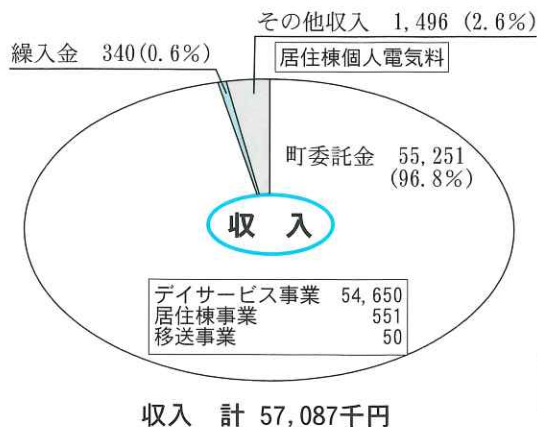 その他収入 1,496 (2.6%)
繰入金 340(0.6%)
居住棟個人電気料
町委託金 55,251
(96.8%)
収 入
デイサービス事業 54,650
居住棟事業 551
移送事業 50
収入 計 57,087千円